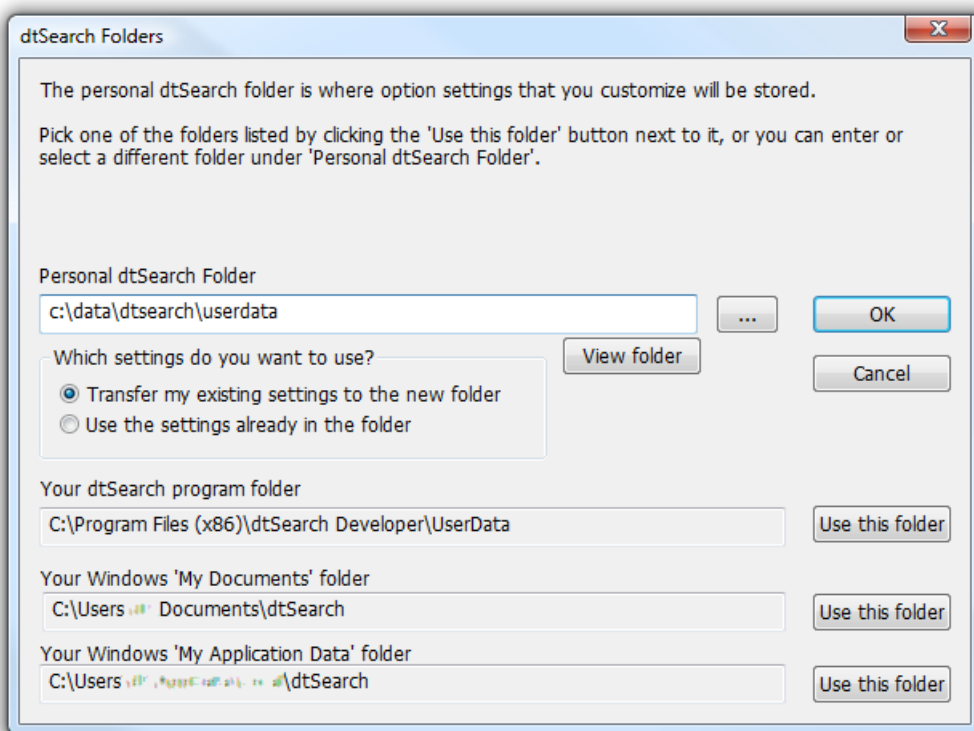 dtSearch Folders
The personal dtSearch folder is where option settings that you customize will be stored.
Pick one of the folders listed by clicking the 'Use this folder' button next to it, or you can enter or
select a different folder under 'Personal dtSearch Folder'.
Personal dtSearch Folder
c:\data\dtsearch\userdata
...
OK
Which settings do you want to use?
View folder
Transfer my existing settings to the new folder
Cancel
Use the settings already in the folder
Your dtSearch program folder
C:\Program Files (x86)\dtSearch Developer\UserData
Use this folder
Your Windows 'My Documents' folder
C:\Users Documents\dtSearch
Use this folder
Your Windows 'My Application Data' folder
C:\Users \dtSearch
Use this folder